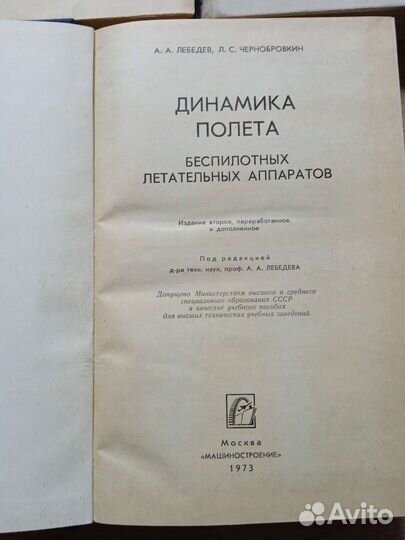 А. А. ЛЕБЕДЕВ, Л. С. ЧЕРНОБРОВКИН
ДИНАМИКА
ПОЛЕТА
БЕСПИЛОТНЫХ
ЛЕТАТЕЛЬНЫХ АППАРАТОВ
Издание второе, переработанное
и дополненное
Под редакцией
д-ра техн. наук, проф. А. А. ЛЕБЕДЕВА
Допущено Министерством высшего и среднего
специального образования СССР
в качестве учебного пособия
для высших технических учебных заведений
Москва
«МАШИНОСТРОЕНИЕ»
1973
Avito